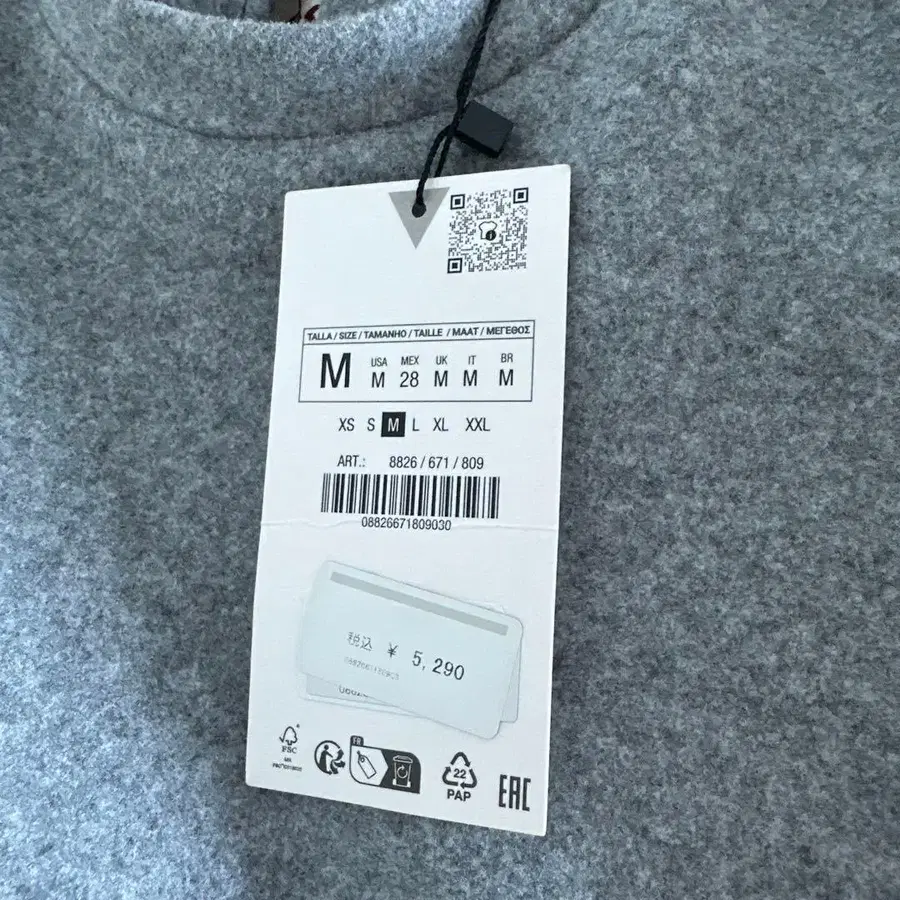 TALLA / SIZE / TAMANHO / TAILLE / MAAT / ΜΕΓΕΘΟΣ
M USA MEX UK IT BR
M 28 M M M
XS S M L XL XXL
ART.: 8826 / 671 / 809
08826671809030
税込 ¥ 5,290
FSC
FR
22
PAP
EAC